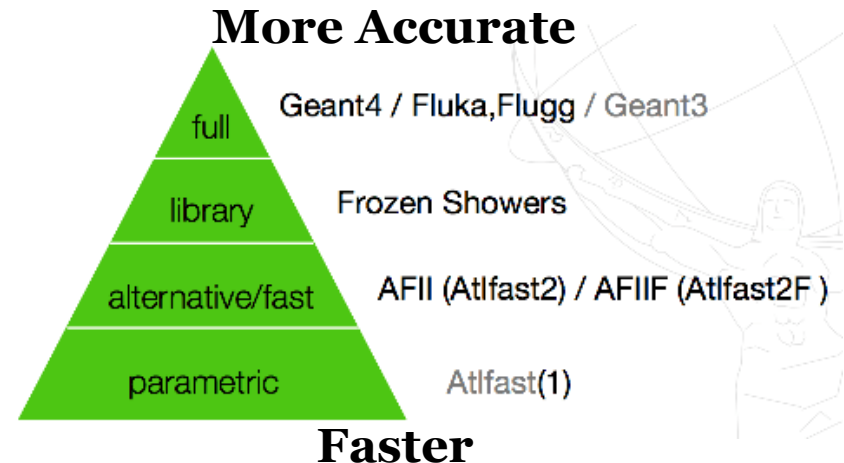 More Accurate
full
Geant4 / Fluka,Flugg / Geant3
library
Frozen Showers
alternative/fast
AFII (Atlfast2) / AFIIF (Atlfast2F )
parametric
Atlfast(1)
Faster